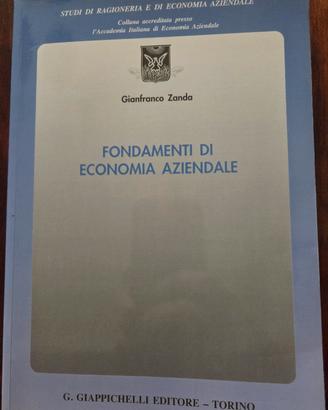 STUDI DI RAGIONERIA E DI ECONOMIA AZIENDALE
Collana accreditata presso
l'Accademia Italiana di Economia Aziendale
Gianfranco Zanda
FONDAMENTI DI
ECONOMIA AZIENDALE
G. GIAPPICHELLI EDITORE – TORINO